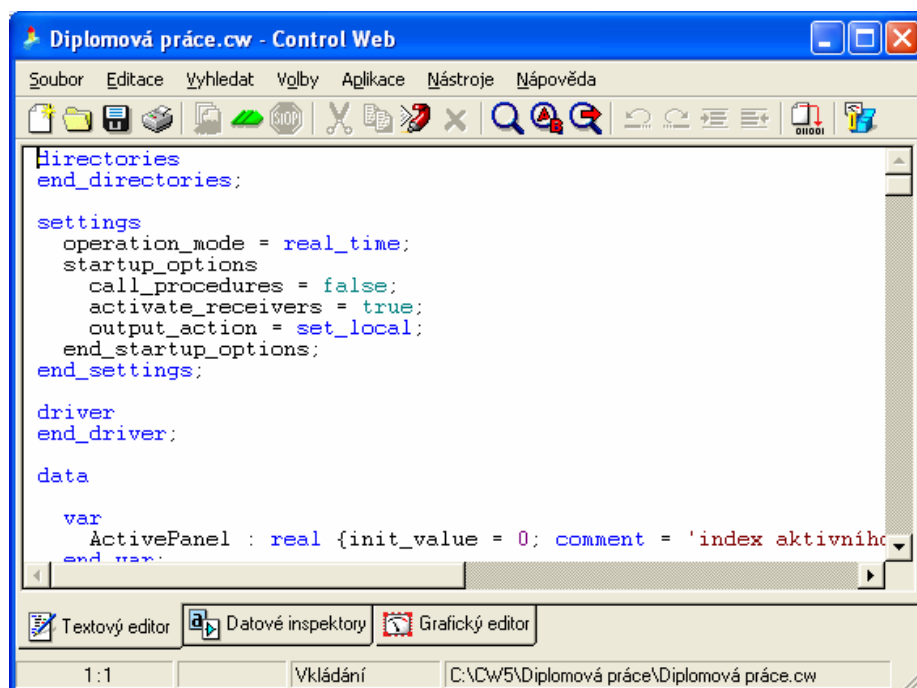 Diplomová práce.cw - Control Web
Soubor Editace Vyhledat Volby Aplikace Nástroje Nápověda
STOP
directories
end_directories;
settings
operation_mode = real_time;
startup_options
call_procedures = false;
activate_receivers = true;
output_action = set_local;
end_startup_options;
end_settings;
driver
end_driver;
data
var
ActivePanel : real {init_value = 0; comment = 'index aktivního
end_var;
Textový editor Datové inspektory Grafický editor
1:1 Vkládání C:\CW5\Diplomová práce\Diplomová práce.cw